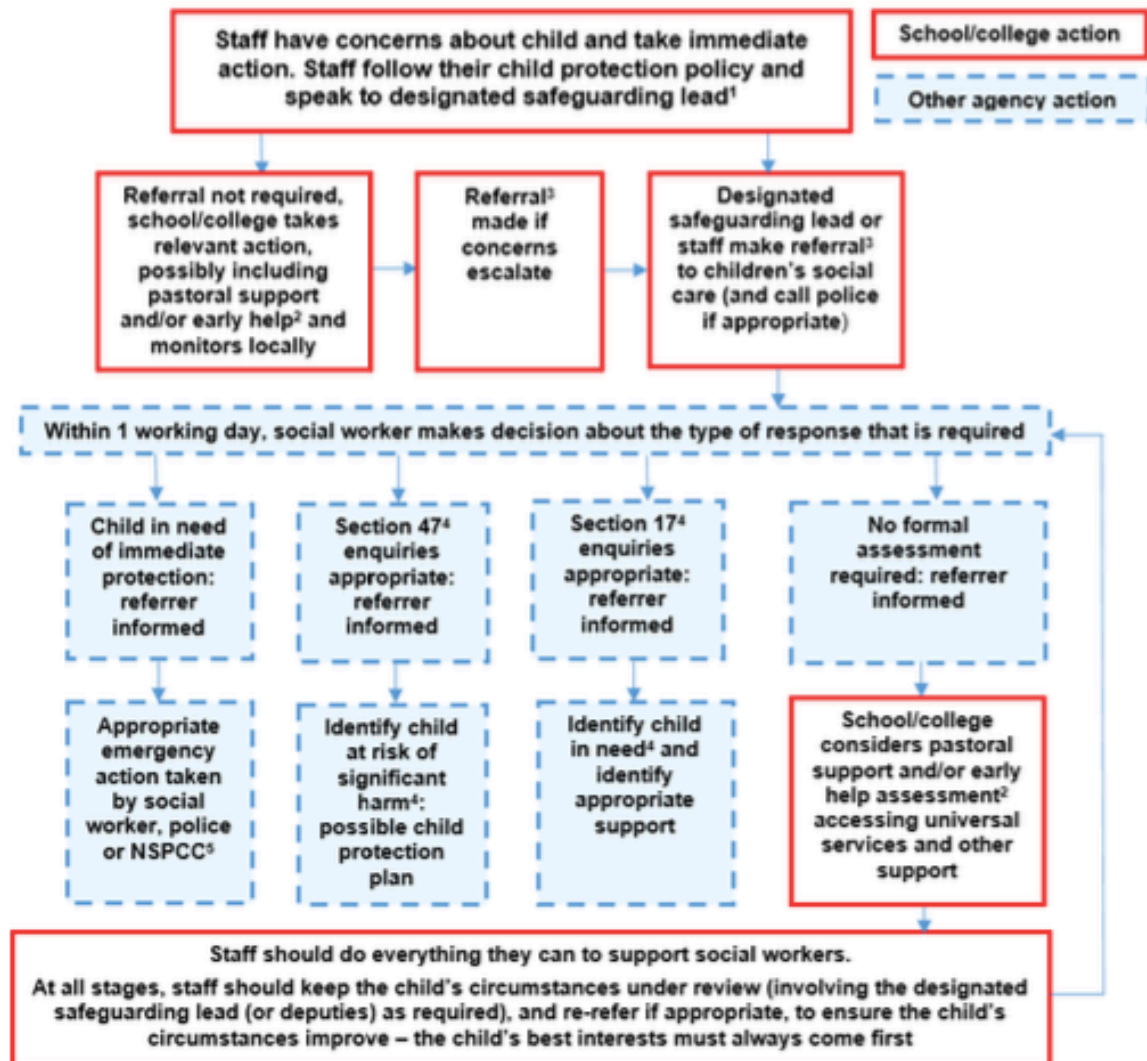 Staff have concerns about child and take immediate
action. Staff follow their child protection policy and
speak to designated safeguarding lead¹
School/college action
Other agency action
Referral not required,
school/college takes
relevant action,
possibly including
pastoral support
and/or early help² and
monitors locally
Referral³
made if
concerns
escalate
Designated
safeguarding lead or
staff make referral³
to children's social
care (and call police
if appropriate)
Within 1 working day, social worker makes decision about the type of response that is required
Child in need
of immediate
protection:
referrer
informed
Section 47⁴
enquiries
appropriate:
referrer
informed
Section 17⁴
enquiries
appropriate:
referrer
informed
No formal
assessment
required: referrer
informed
Appropriate
emergency
action taken
by social
worker, police
or NSPCC⁵
Identify child
at risk of
significant
harm⁴:
possible child
protection
plan
Identify child
in need⁴ and
identify
appropriate
support
School/college
considers pastoral
support and/or early
help assessment²
accessing universal
services and other
support
Staff should do everything they can to support social workers.
At all stages, staff should keep the child's circumstances under review (involving the designated
safeguarding lead (or deputies) as required), and re-refer if appropriate, to ensure the child's
circumstances improve – the child's best interests must always come first